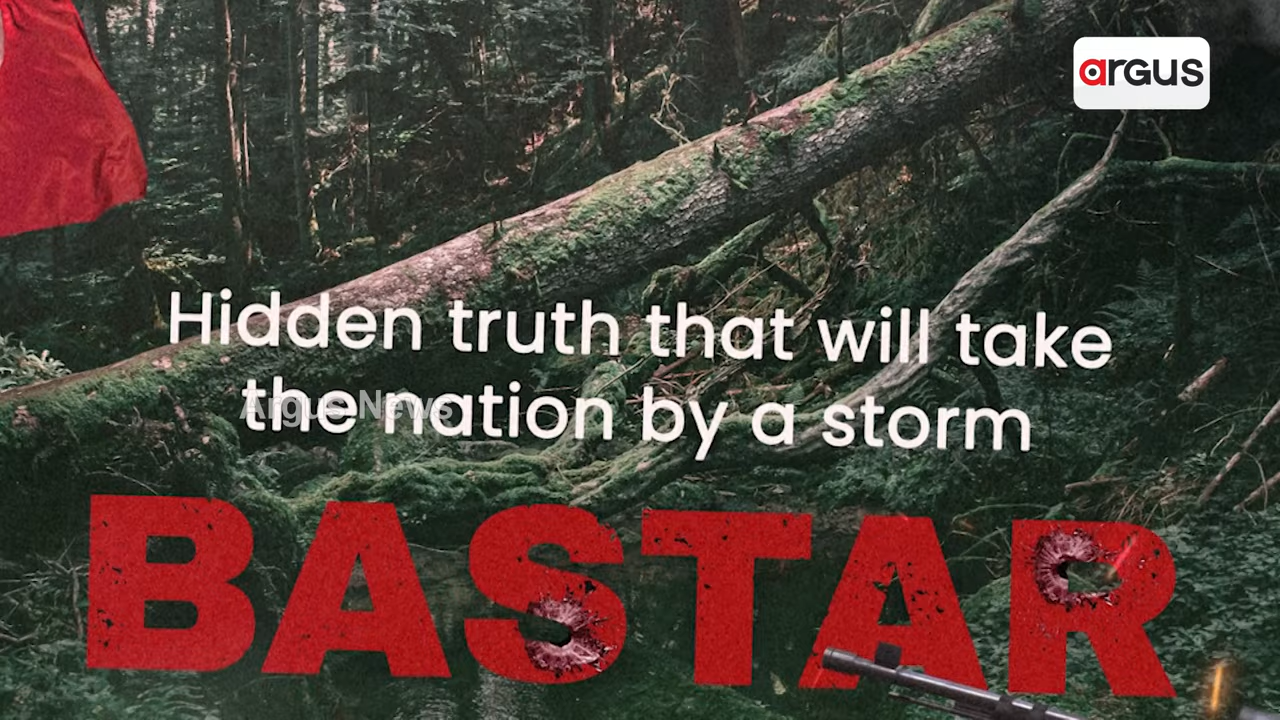 argus
Hidden truth that will take
the nation by a storm
Argus News
BASTAR